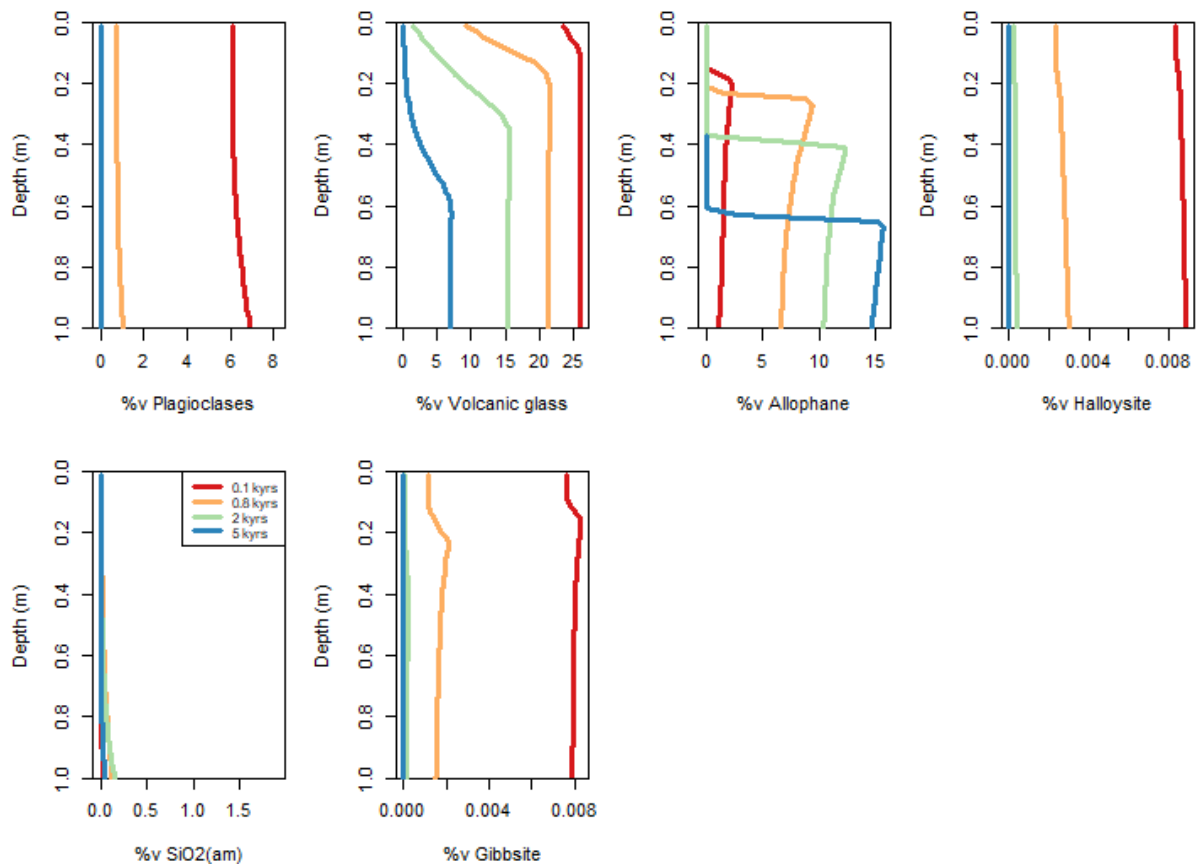 0.0
0.2
0.4
0.6
0.8
1.0
Depth (m)
0 2 4 6 8
%v Plagioclases
0.0
0.2
0.4
0.6
0.8
1.0
Depth (m)
0 5 10 15 20 25
%v Volcanic glass
0.0
0.2
0.4
0.6
0.8
1.0
Depth (m)
0 5 10 15
%v Allophane
0.0
0.2
0.4
0.6
0.8
1.0
Depth (m)
0.000 0.004 0.008
%v Halloysite
0.0
0.2
0.4
0.6
0.8
1.0
Depth (m)
0.1 kyrs
0.8 kyrs
2 kyrs
5 kyrs
0.0 0.5 1.0 1.5
%v SiO2(am)
0.0
0.2
0.4
0.6
0.8
1.0
Depth (m)
0.000 0.004 0.008
%v Gibbsite